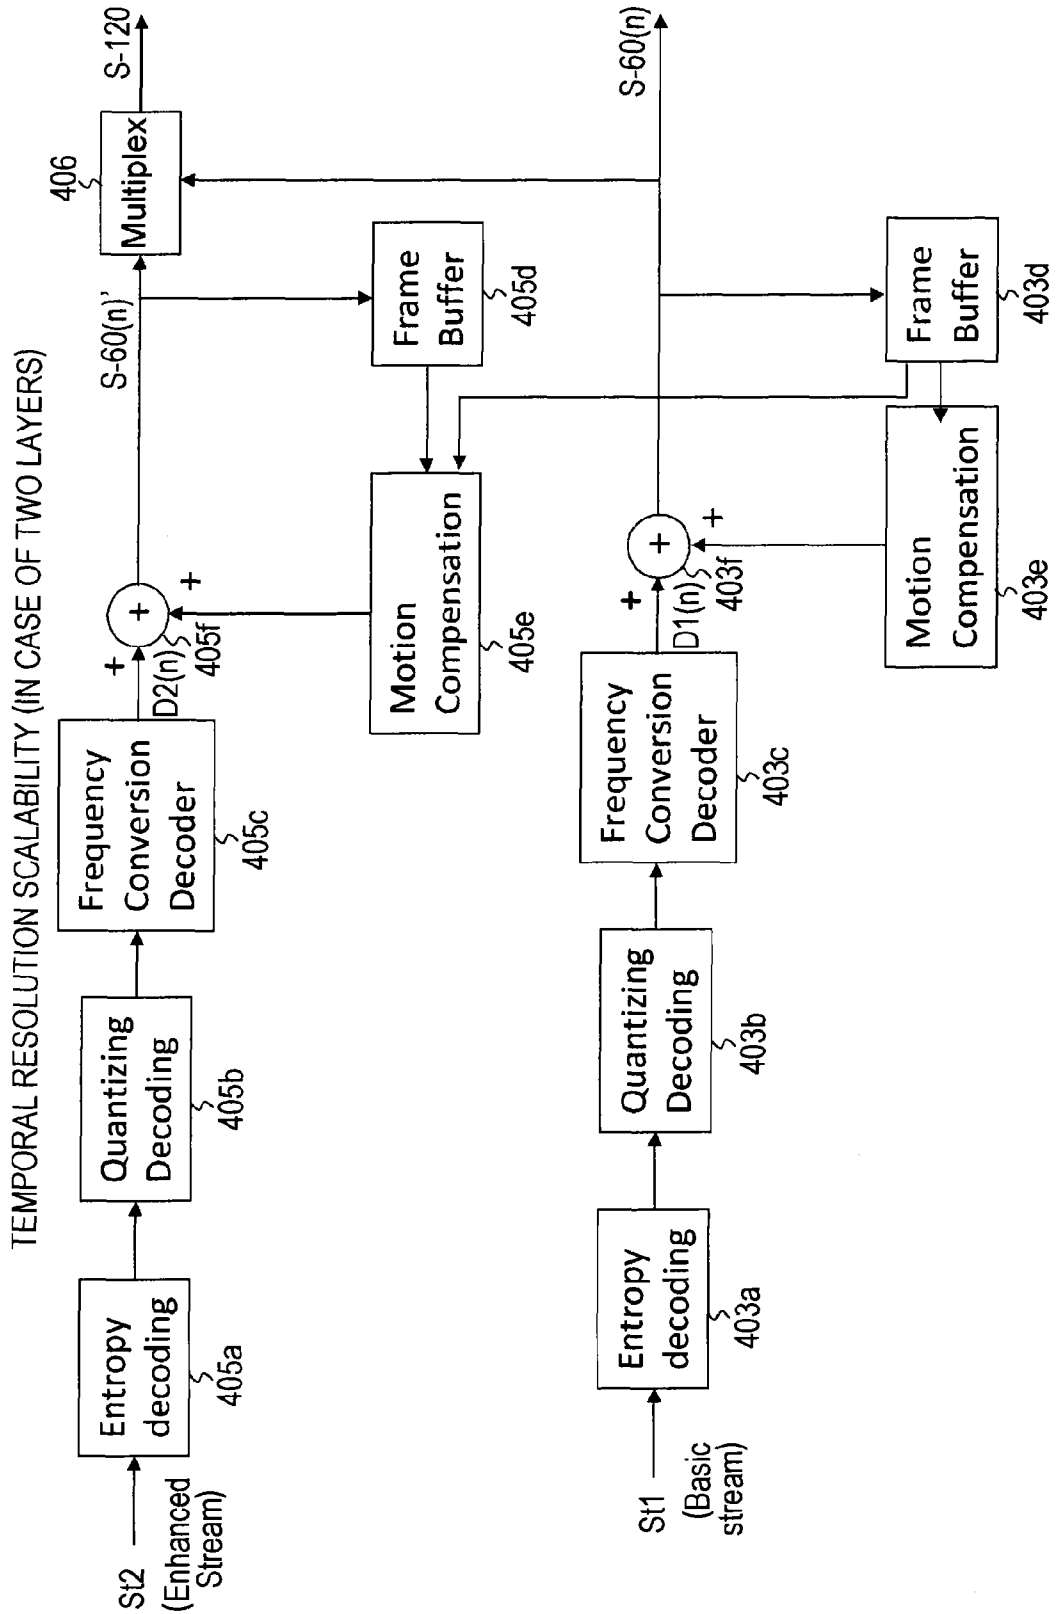 TEMPORAL RESOLUTION SCALABILITY (IN CASE OF TWO LAYERS)
St2
(Enhanced
Stream)
Entropy
decoding
405a
Quantizing
Decoding
405b
Frequency
Conversion
Decoder
405c
+
D2(n)
+
405f
+
S-60(n)'
406
Multiplex
S-120
Motion
Compensation
405e
Frame
Buffer
405d
St1
(Basic
stream)
Entropy
decoding
403a
Quantizing
Decoding
403b
Frequency
Conversion
Decoder
403c
+
D1(n)
+
403f
+
S-60(n)
Motion
Compensation
403e
Frame
Buffer
403d